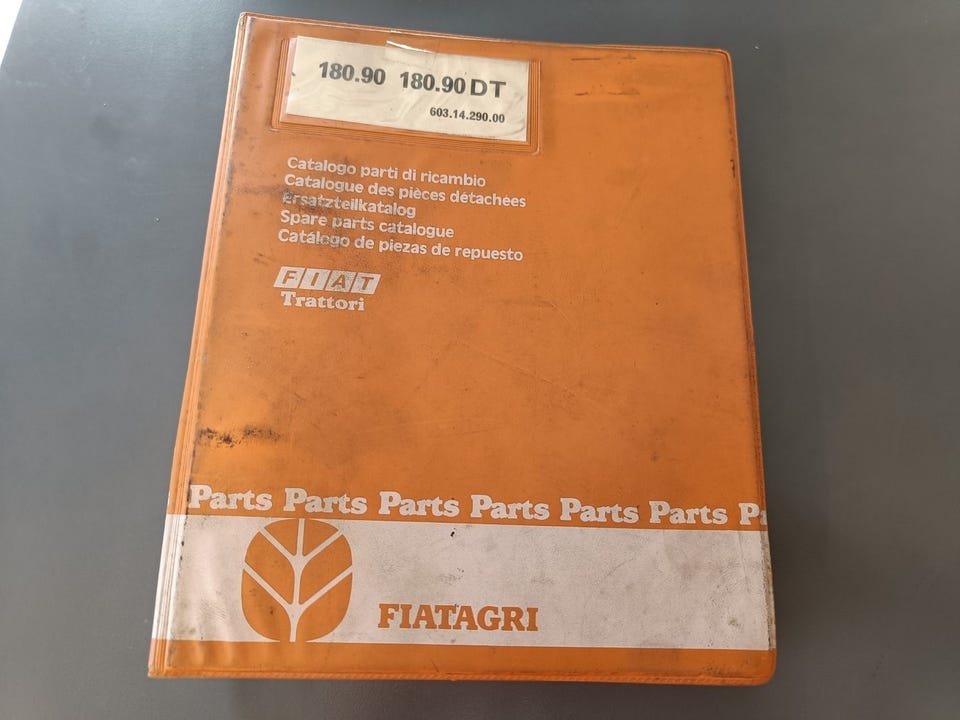 180.90 180.90 DT
603.14.290.00
Catalogo parti di ricambio
Catalogue des pièces détachées
Ersatzteilkatalog
Spare parts catalogue
Catálogo de piezas de repuesto
FIAT
Trattori
Parts Parts Parts Parts Parts Parts P
FIATAGRI